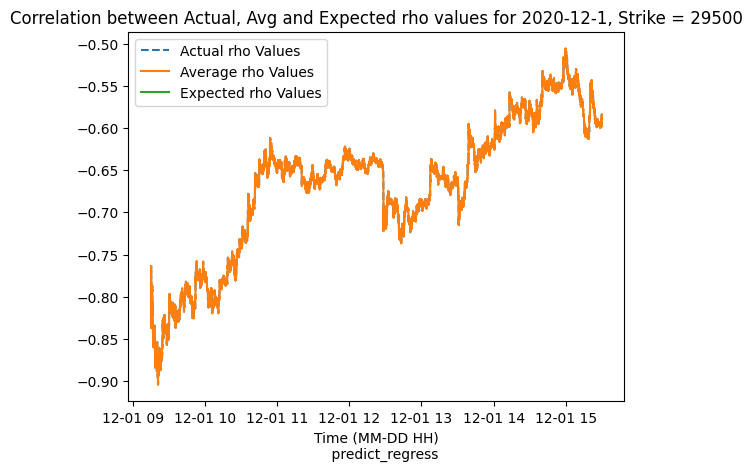 Correlation between Actual, Avg and Expected rho values for 2020-12-1, Strike = 29500
Actual rho Values
Average rho Values
Expected rho Values
−0.50
−0.55
−0.60
−0.65
−0.70
−0.75
−0.80
−0.85
−0.90
12-01 09 12-01 10 12-01 11 12-01 12 12-01 13 12-01 14 12-01 15
Time (MM-DD HH)
predict_regress